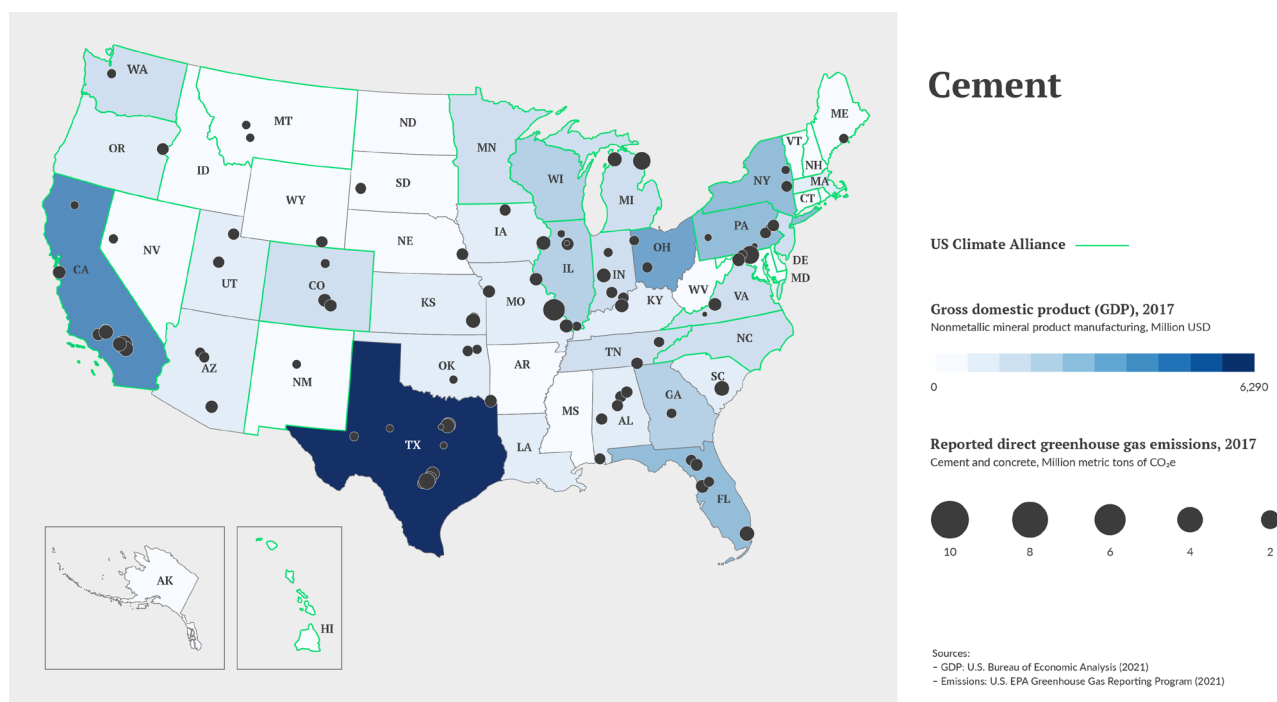 Cement
WA
MT
ND
MN
ME
VT
OR
ID
SD
WI
NY
NH
MA
WY
MI
CT
NV
NE
IA
PA
OH
CA
UT
CO
IL
IN
DE
MD
WV
VA
KS
MO
KY
NC
TN
AZ
NM
OK
AR
SC
GA
MS
AL
TX
LA
FL
AK
HI
US Climate Alliance
Gross domestic product (GDP), 2017
Nonmetallic mineral product manufacturing, Million USD
0 6,290
Reported direct greenhouse gas emissions, 2017
Cement and concrete, Million metric tons of CO₂e
10 8 6 4 2
Sources:
– GDP: U.S. Bureau of Economic Analysis (2021)
– Emissions: U.S. EPA Greenhouse Gas Reporting Program (2021)